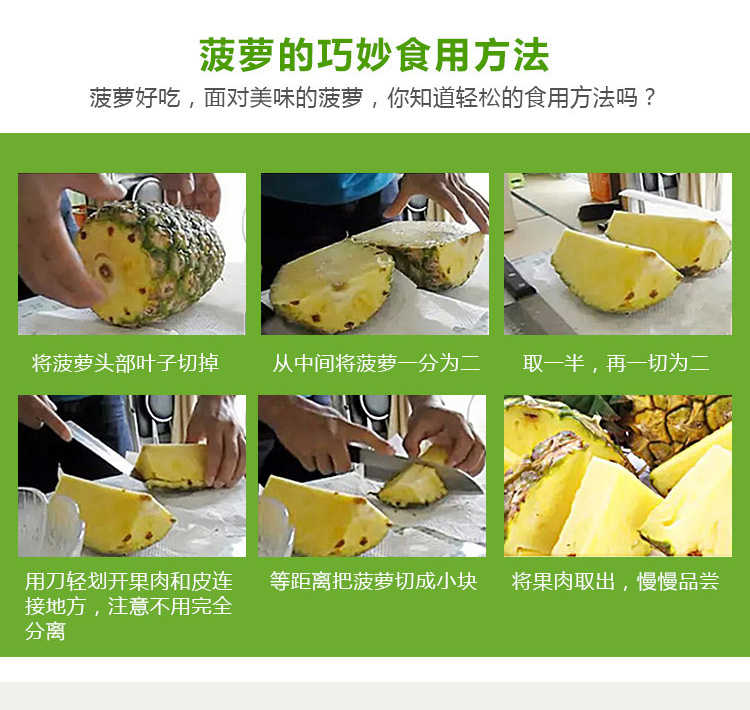 菠萝的巧妙食用方法
菠萝好吃，面对美味的菠萝，你知道轻松的食用方法吗？
将菠萝头部叶子切掉
从中间将菠萝一分为二
取一半，再一切为二
用刀轻划开果肉和皮连
接地方，注意不用完全
分离
等距离把菠萝切成小块
将果肉取出，慢慢品尝